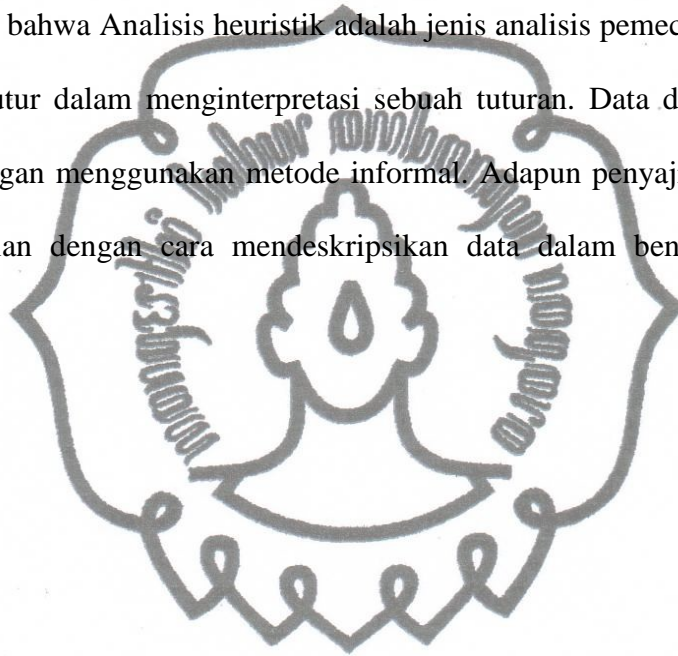 bahwa Analisis heuristik adalah jenis analisis pemec
utur dalam menginterpretasi sebuah tuturan. Data d
gan menggunakan metode informal. Adapun penyaj
an dengan cara mendeskripsikan data dalam ben